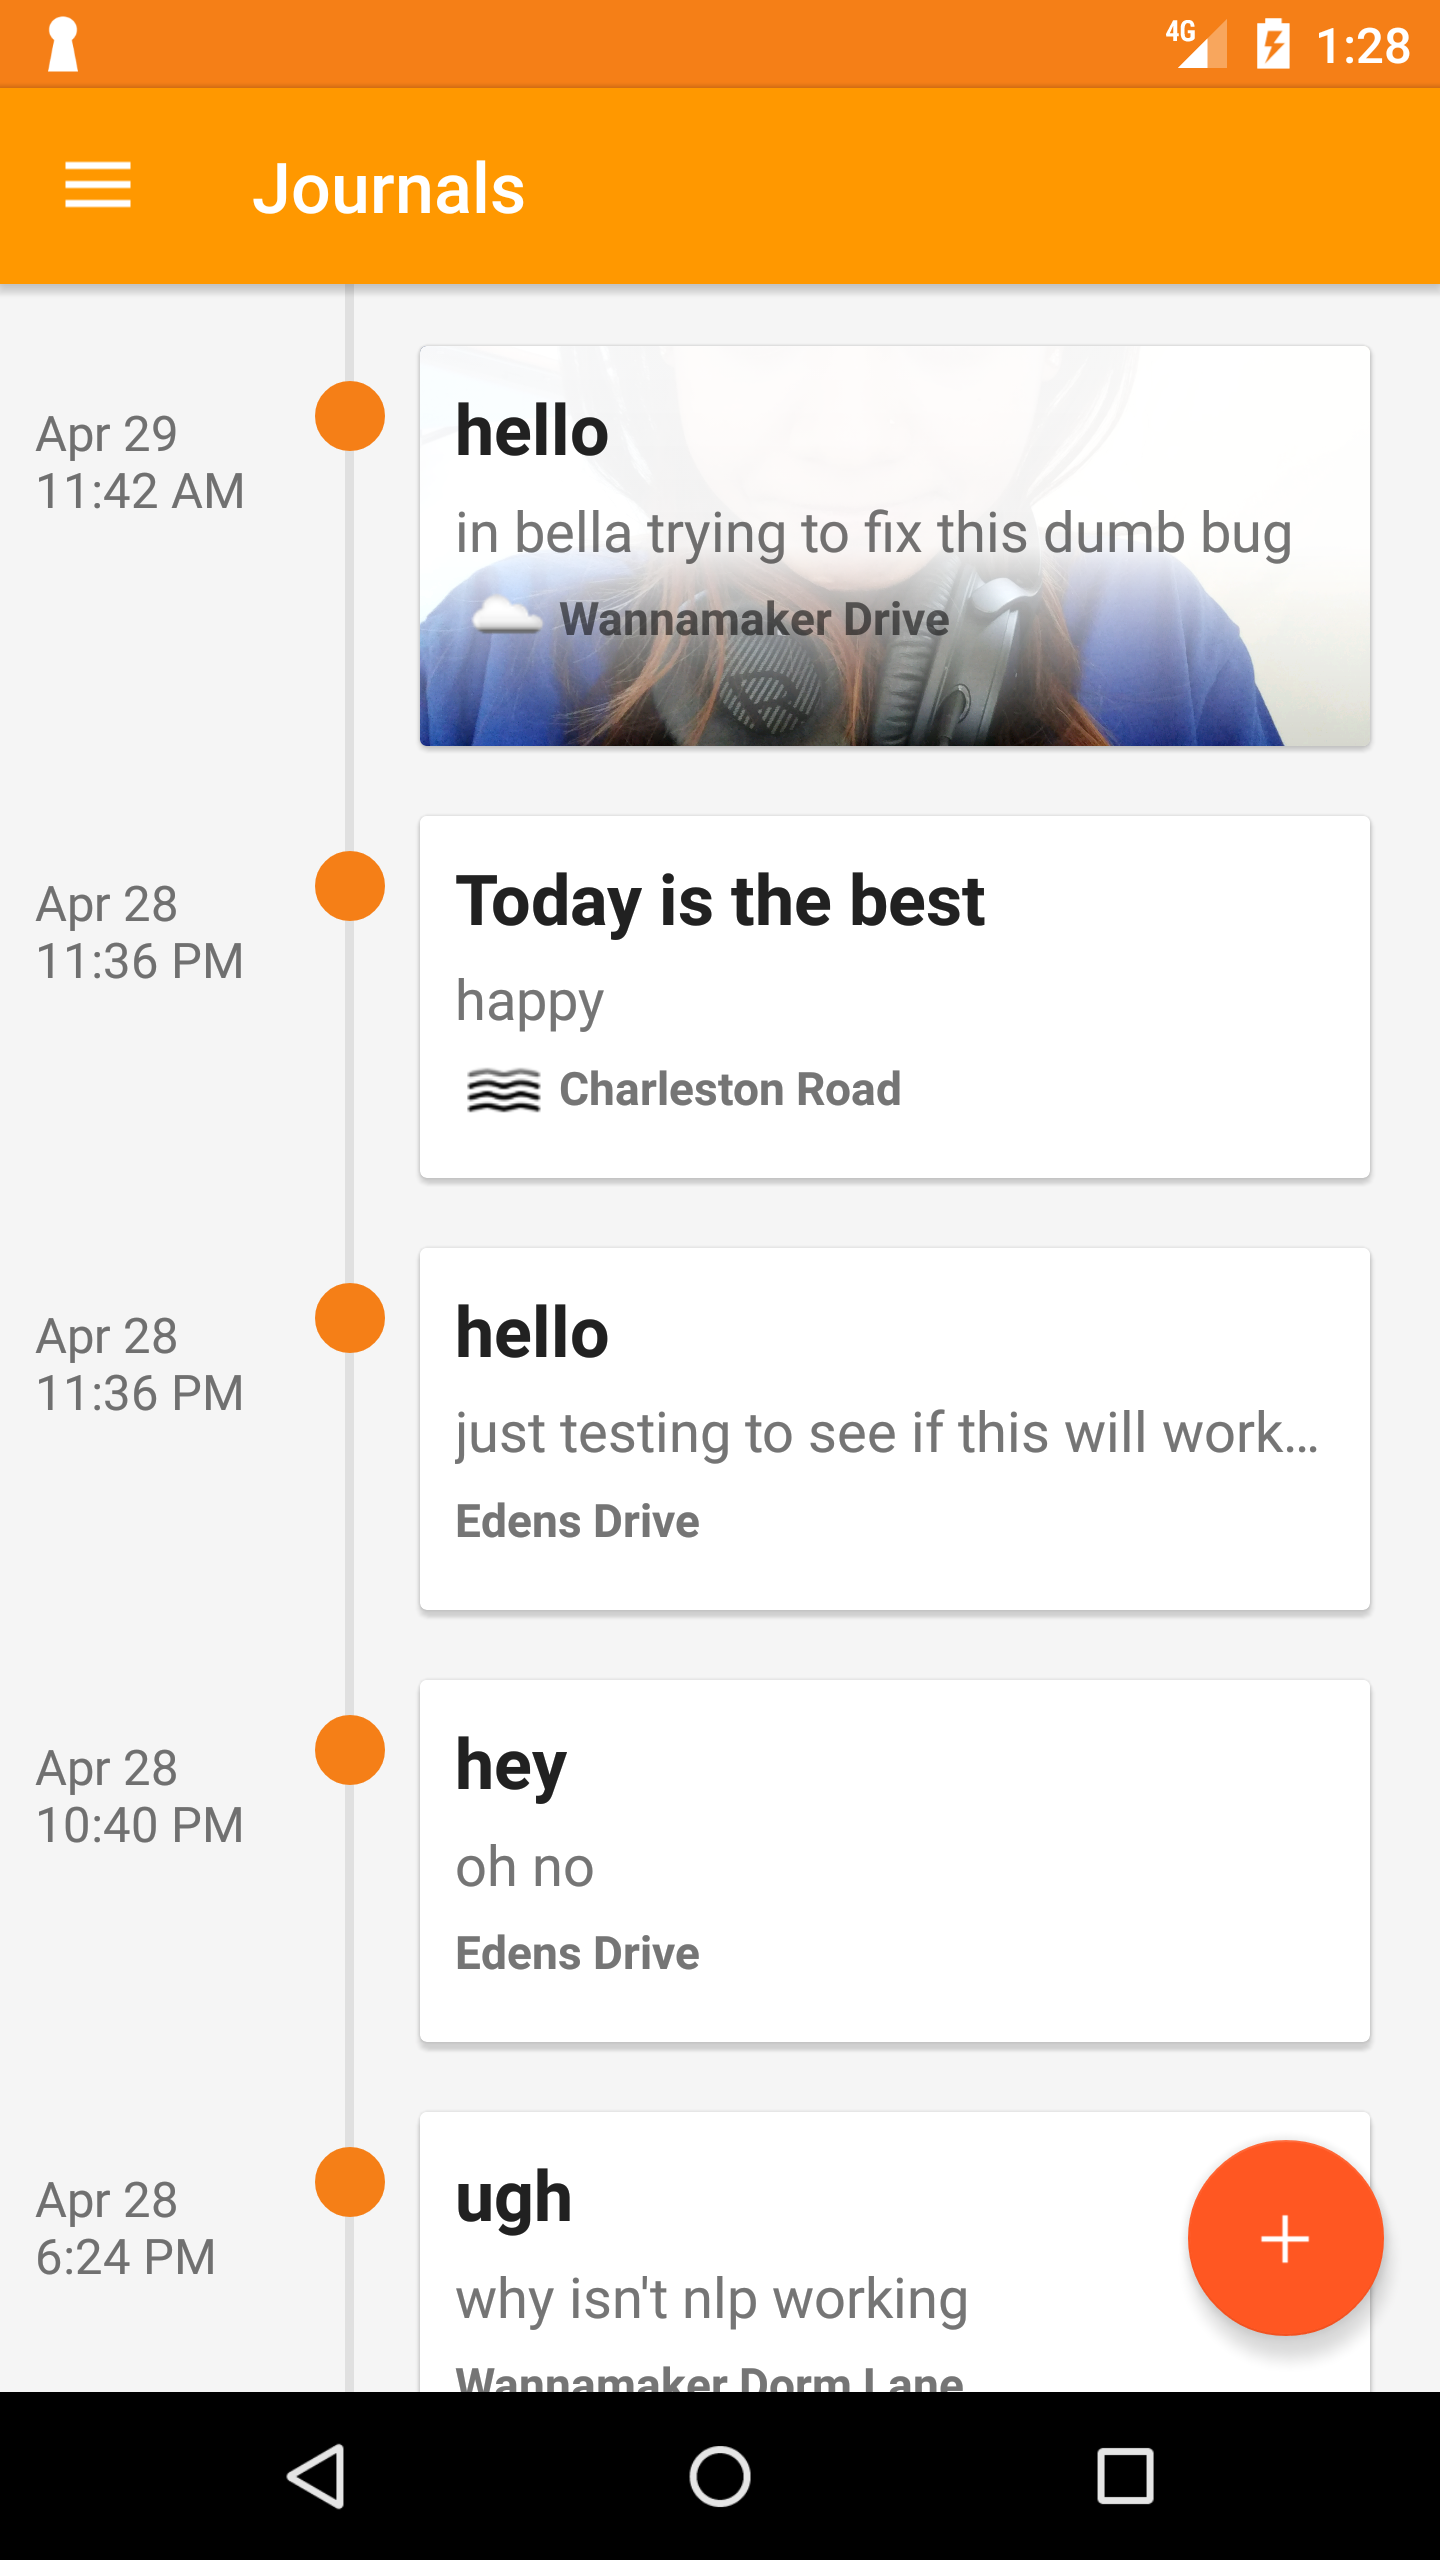 4G 1:28
Journals
Apr 29
11:42 AM
hello
in bella trying to fix this dumb bug
Wannamaker Drive
Apr 28
11:36 PM
Today is the best
happy
Charleston Road
Apr 28
11:36 PM
hello
just testing to see if this will work...
Edens Drive
Apr 28
10:40 PM
hey
oh no
Edens Drive
Apr 28
6:24 PM
ugh
why isn't nlp working
Wannamaker Dorm Lane